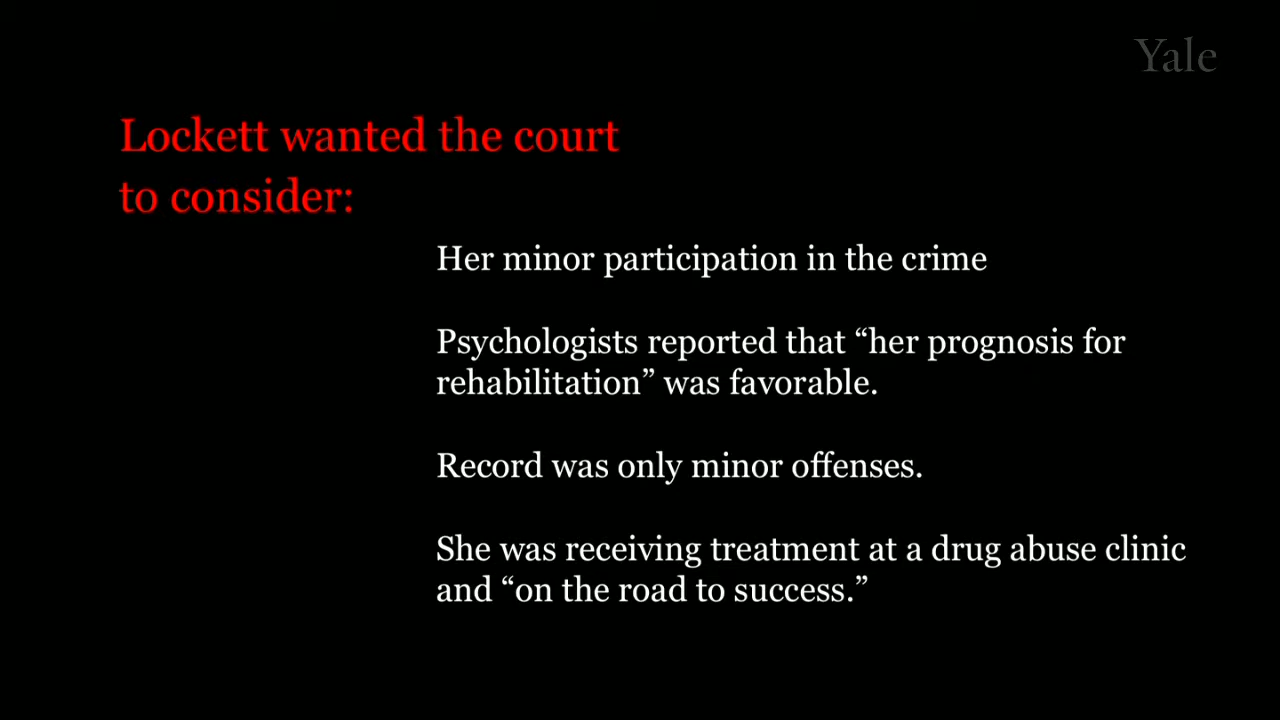 Yale
Lockett wanted the court
to consider:
Her minor participation in the crime
Psychologists reported that “her prognosis for
rehabilitation” was favorable.
Record was only minor offenses.
She was receiving treatment at a drug abuse clinic
and “on the road to success.”